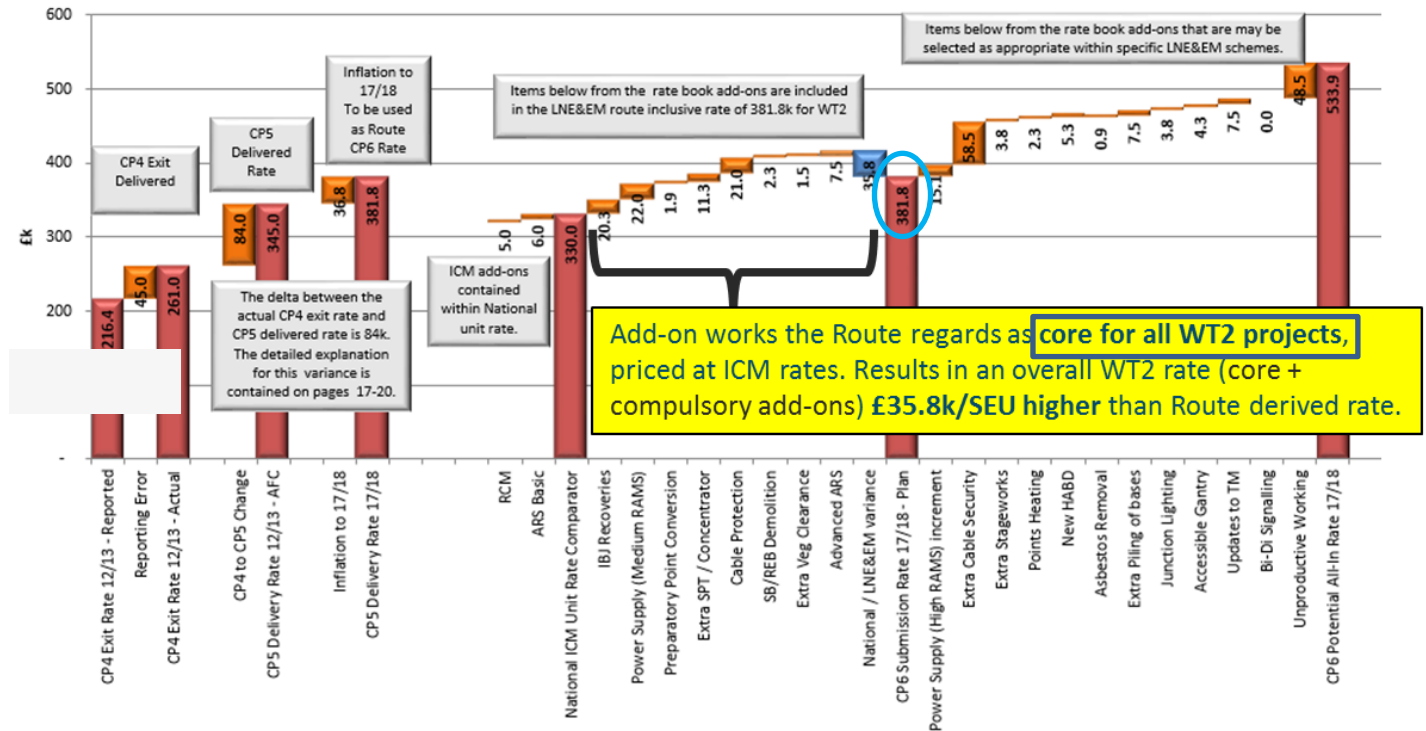 600
500
400
300
200
-
£k
CP4 Exit
Delivered
CP5
Delivered
Rate
Inflation to
17/18
To be used
as Route
CP6 Rate
Items below from the rate book add-ons are included
in the LNE&EM route inclusive rate of 381.8k for WT2
Items below from the rate book add-ons that are may be
selected as appropriate within specific LNE&EM schemes.
The delta between the
actual CP4 exit rate and
CP5 delivered rate is 84k.
The detailed explanation
for this variance is
contained on pages 17-20.
ICM add-ons
contained
within National
unit rate.
Add-on works the Route regards as core for all WT2 projects,
priced at ICM rates. Results in an overall WT2 rate (core +
compulsory add-ons) £35.8k/SEU higher than Route derived rate.
216.4
45.0
261.0
84.0
345.0
36.8
381.8
5.0
6.0
330.0
20.3
22.0
1.9
11.3
21.0
2.3
1.5
7.5
35.8
381.8
15.1
58.5
3.8
2.3
5.3
0.9
7.5
3.8
4.3
7.5
0.0
48.5
533.9
CP4 Exit Rate 12/13 - Reported
Reporting Error
CP4 Exit Rate 12/13 - Actual
CP4 to CP5 Change
CP5 Delivery Rate 12/13 - AFC
Inflation to 17/18
CP5 Delivery Rate 17/18
RCM
ARS Basic
National ICM Unit Rate Comparator
IBJ Recoveries
Power Supply (Medium RAMS)
Preparatory Point Conversion
Extra SPT / Concentrator
Cable Protection
SB/REB Demolition
Extra Veg Clearance
Advanced ARS
National / LNE&EM variance
CP6 Submission Rate 17/18 - Plan
Power Supply (High RAMS) increment
Extra Cable Security
Extra Stageworks
Points Heating
New HABD
Asbestos Removal
Extra Piling of bases
Junction Lighting
Accessible Gantry
Updates to TM
Bi-Di Signalling
Unproductive Working
CP6 Potential All-In Rate 17/18